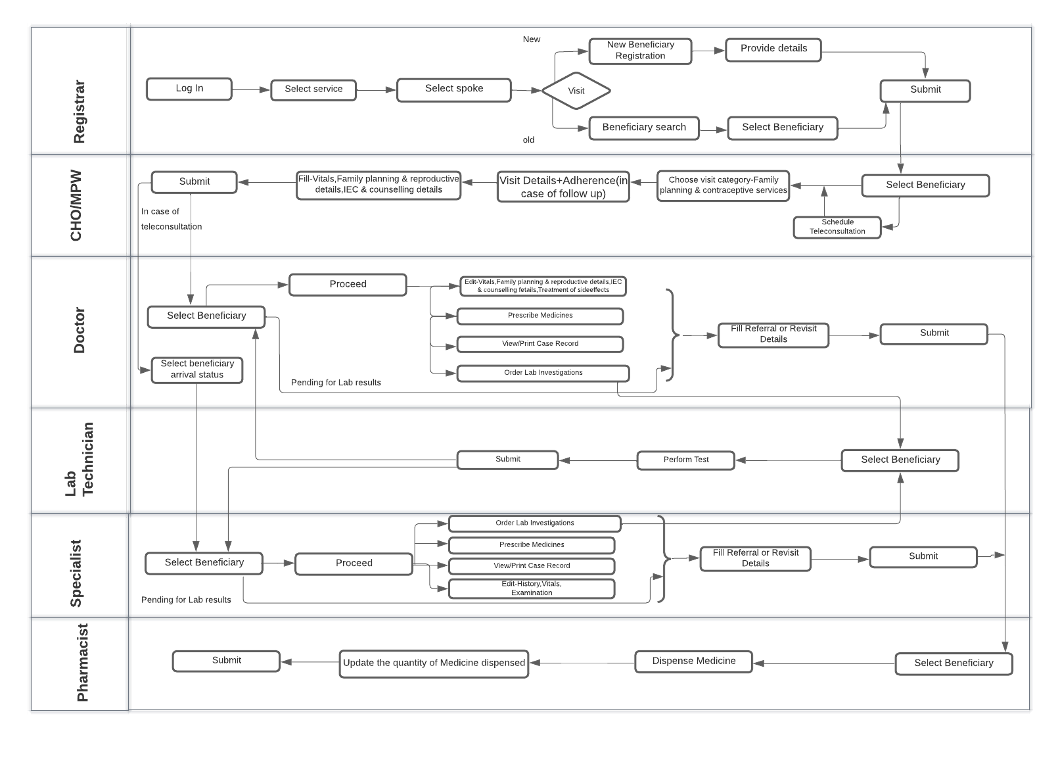 Registrar
New
New Beneficiary
Registration
Provide details
Log In
Select service
Select spoke
Visit
Submit
Beneficiary search
Select Beneficiary
old
CHO/MPW
Submit
Fill-Vitals,Family planning & reproductive
details,IEC & counselling details
Visit Details+Adherence(in
case of follow up)
Choose visit category-Family
planning & contraceptive services
Select Beneficiary
In case of
teleconsultation
Schedule
Teleconsultation
Doctor
Proceed
Edit-Vitals,Family planning & reproductive details,IEC
& counselling fetails,Treatment of sideeffects
Select Beneficiary
Prescribe Medicines
Fill Referral or Revisit
Details
Submit
View/Print Case Record
Select beneficiary
arrival status
Order Lab Investigations
Pending for Lab results
Lab
Technician
Submit
Perform Test
Select Beneficiary
Specialist
Order Lab Investigations
Prescribe Medicines
Select Beneficiary
Proceed
View/Print Case Record
Edit-History,Vitals,
Examination
Fill Referral or Revisit
Details
Submit
Pending for Lab results
Pharmacist
Submit
Update the quantity of Medicine dispensed
Dispense Medicine
Select Beneficiary